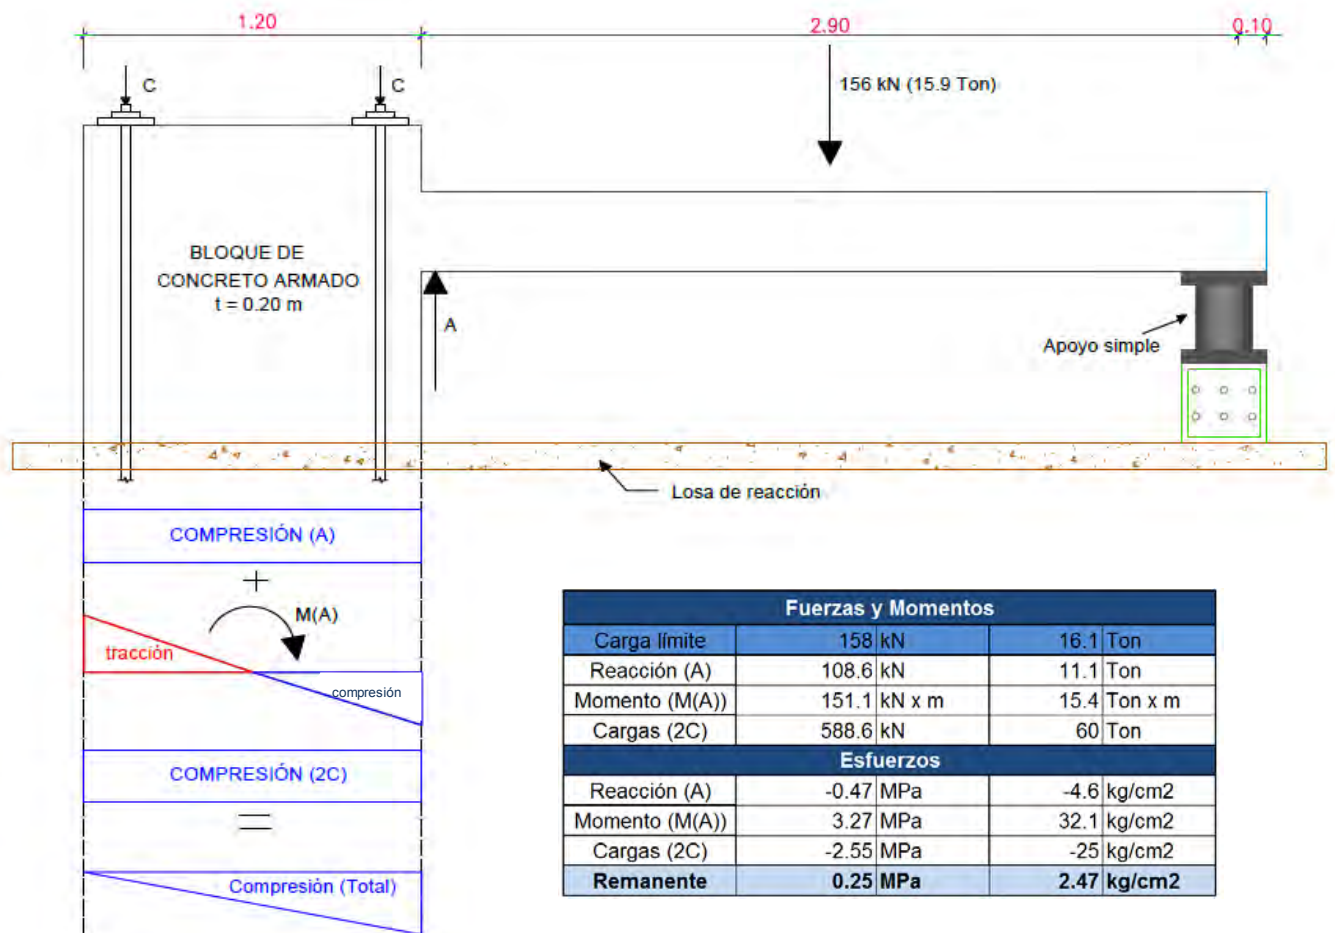 1.20
2.90
0.10
C
C
156 kN (15.9 Ton)
BLOQUE DE
CONCRETO ARMADO
t = 0.20 m
A
Apoyo simple
Losa de reacción
COMPRESIÓN (A)
+
M(A)
tracción
compresión
COMPRESIÓN (2C)
=
Compresión (Total)
Fuerzas y Momentos
Carga límite 158 kN 16.1 Ton
Reacción (A) 108.6 kN 11.1 Ton
Momento (M(A)) 151.1 kN x m 15.4 Ton x m
Cargas (2C) 588.6 kN 60 Ton
Esfuerzos
Reacción (A) -0.47 MPa -4.6 kg/cm2
Momento (M(A)) 3.27 MPa 32.1 kg/cm2
Cargas (2C) -2.55 MPa -25 kg/cm2
Remanente 0.25 MPa 2.47 kg/cm2